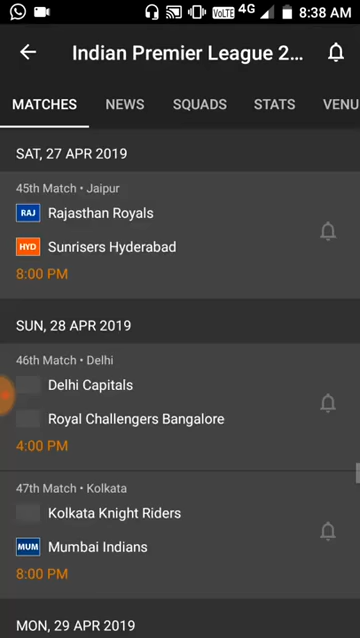 VoLTE 4G 8:38 AM
Indian Premier League 2...
MATCHES NEWS SQUADS STATS VENU
SAT, 27 APR 2019
45th Match • Jaipur
RAJ Rajasthan Royals
HYD Sunrisers Hyderabad
8:00 PM
SUN, 28 APR 2019
46th Match • Delhi
Delhi Capitals
Royal Challengers Bangalore
4:00 PM
47th Match • Kolkata
Kolkata Knight Riders
MUM Mumbai Indians
8:00 PM
MON, 29 APR 2019